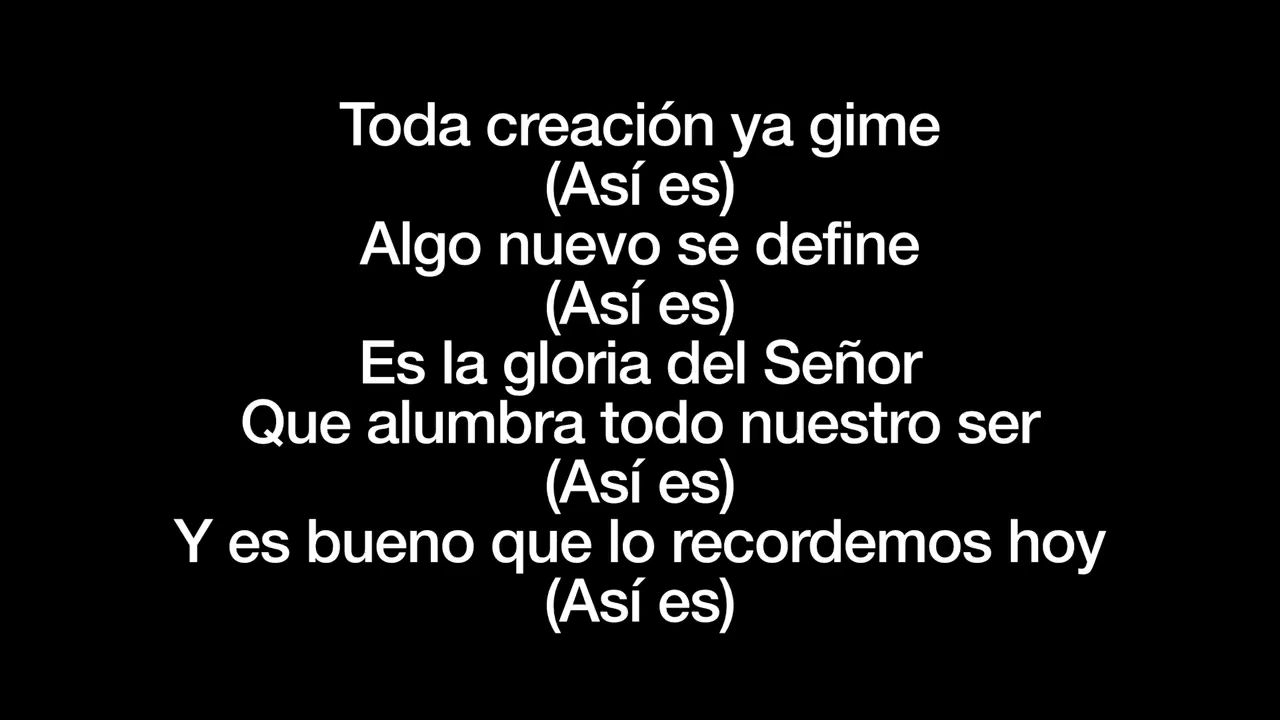 Toda creación ya gime
(Así es)
Algo nuevo se define
(Así es)
Es la gloria del Señor
Que alumbra todo nuestro ser
(Así es)
Y es bueno que lo recordemos hoy
(Así es)